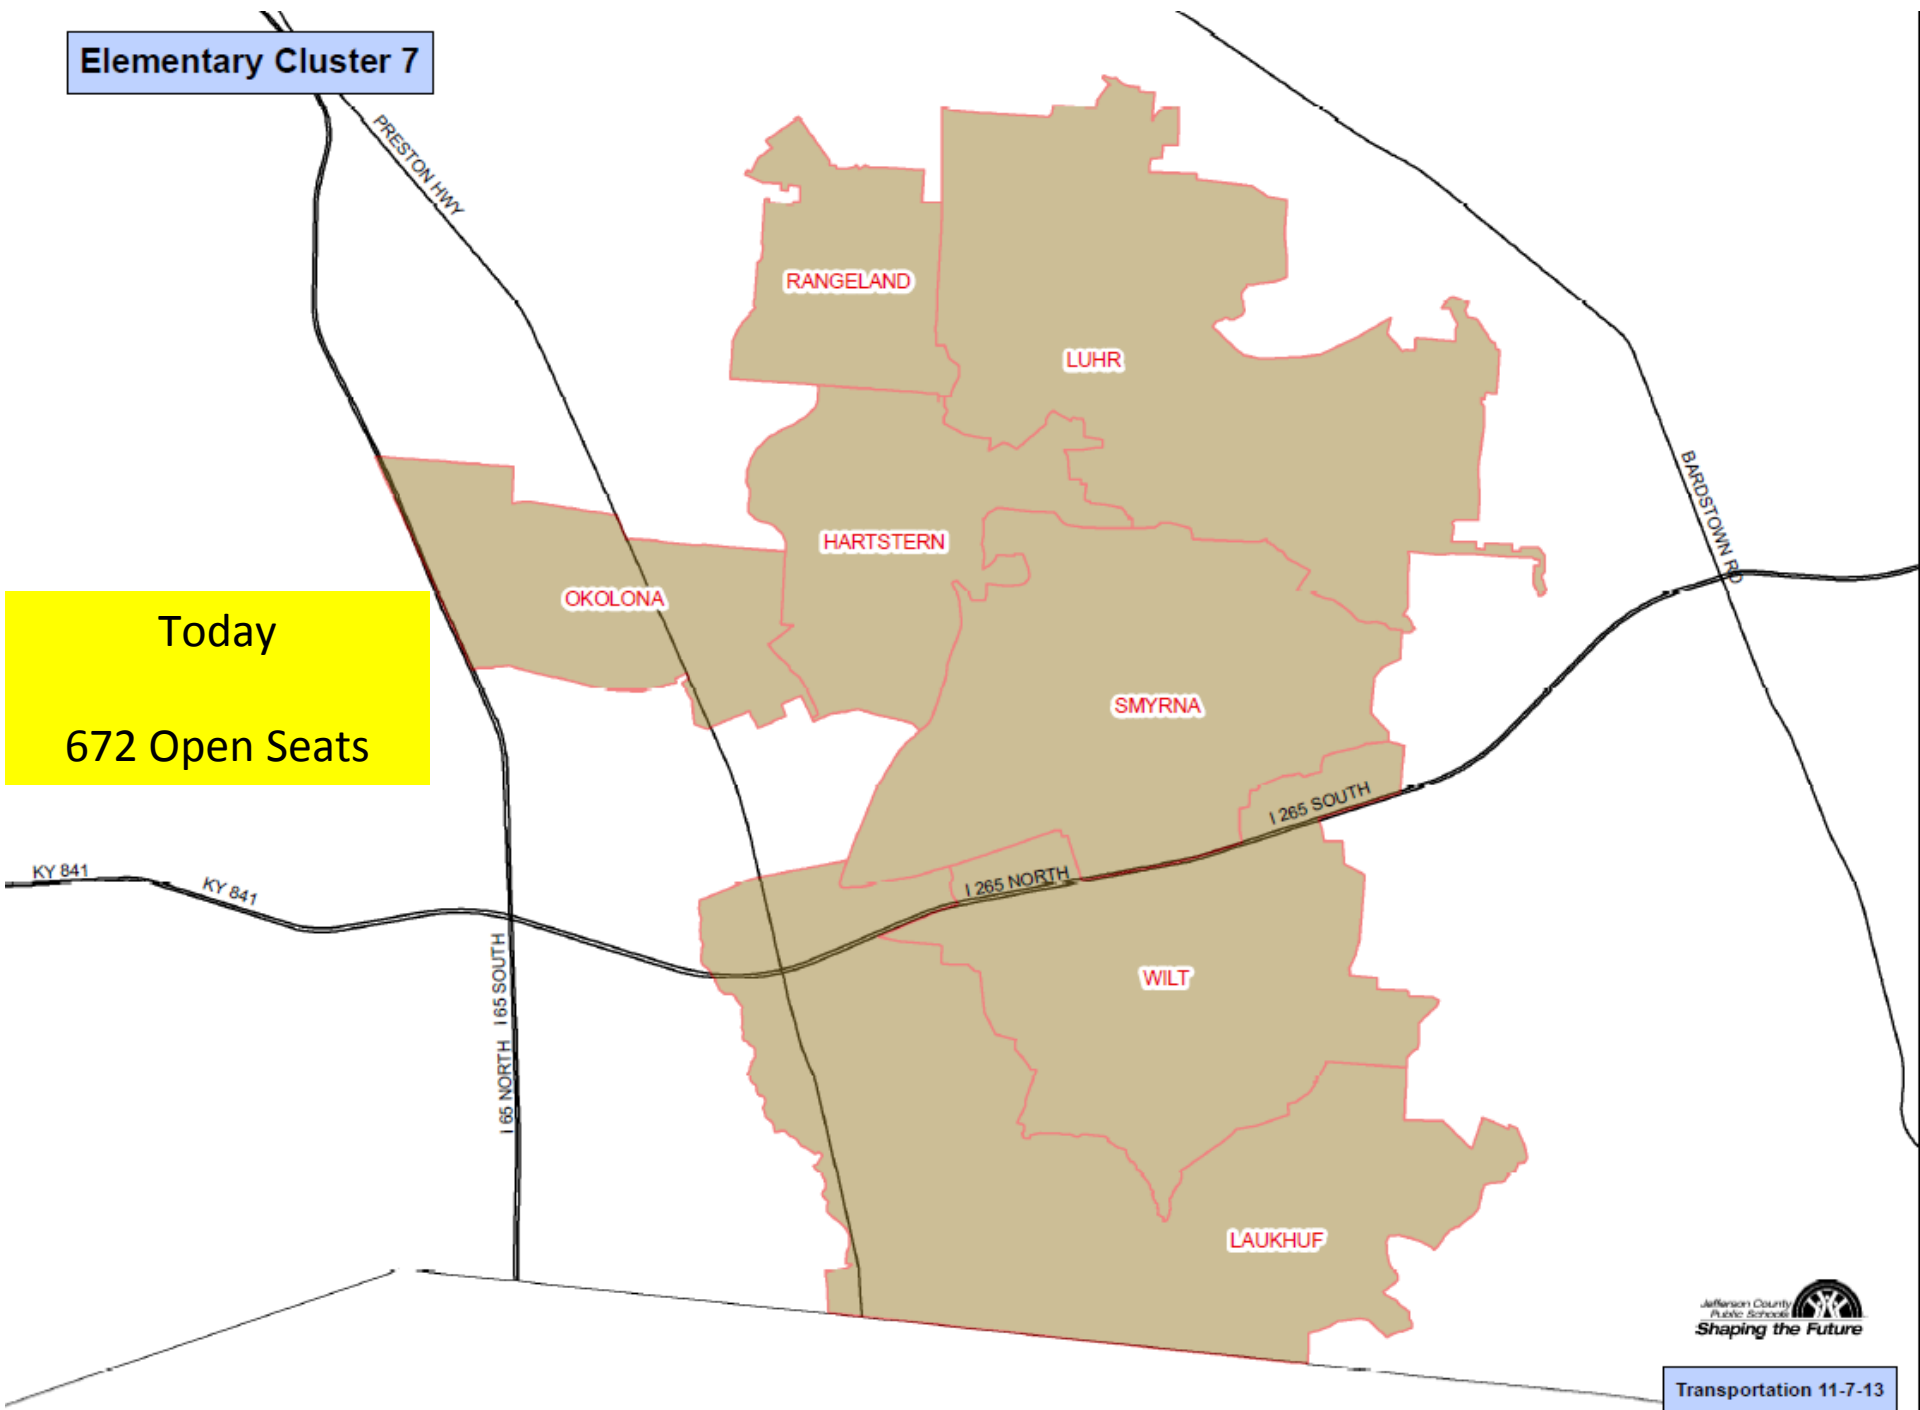 Elementary Cluster 7
PRESTON HWY
RANGELAND
LUHR
BARDSTOWN RD
HARTSTERN
OKOLONA
Today
672 Open Seats
SMYRNA
I 265 SOUTH
I 265 NORTH
KY 841
KY 841
I 65 NORTH I 65 SOUTH
WILT
LAUKHUF
Jefferson County
Public Schools
Shaping the Future
Transportation 11-7-13